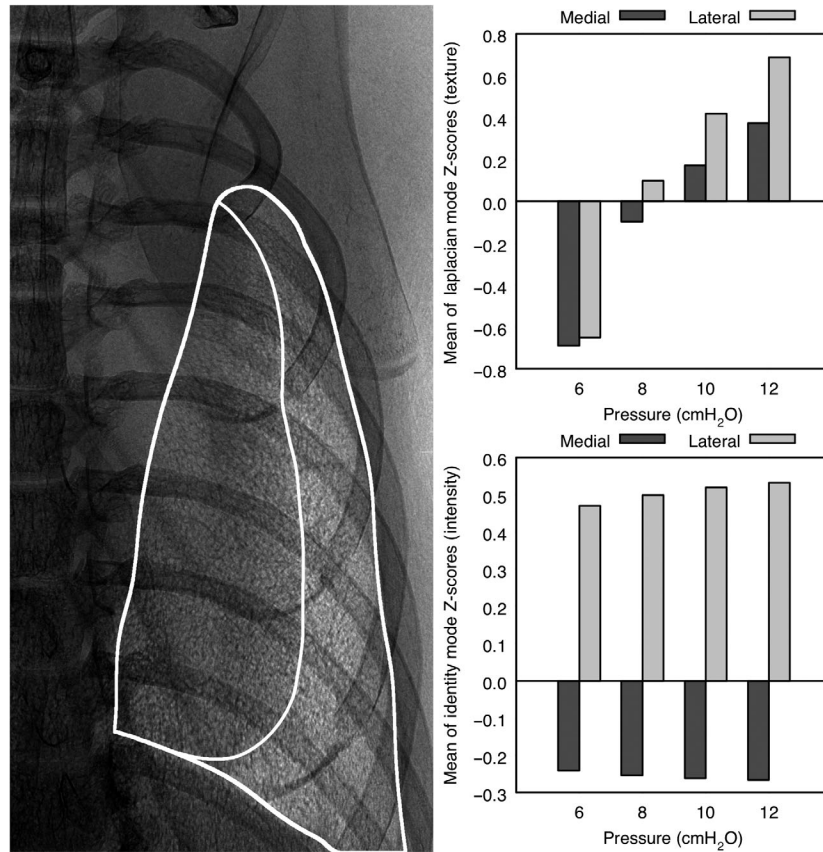 Medial Lateral
Mean of laplacian mode Z-scores (texture)
0.8
0.6
0.4
0.2
0.0
−0.2
−0.4
−0.6
−0.8
6 8 10 12
Pressure (cmH₂O)
Medial Lateral
Mean of identity mode Z-scores (intensity)
0.6
0.5
0.4
0.3
0.2
0.1
0.0
−0.1
−0.2
−0.3
6 8 10 12
Pressure (cmH₂O)